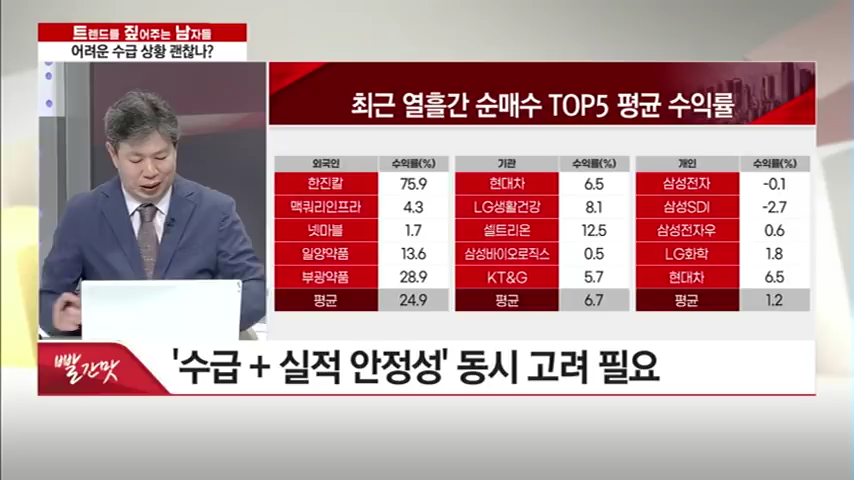 트렌드를 짚어주는 남자들
어려운 수급 상황 괜찮나?
최근 열흘간 순매수 TOP5 평균 수익률
외국인 수익률(%) 기관 수익률(%) 개인 수익률(%)
한진칼 75.9 현대차 6.5 삼성전자 -0.1
맥쿼리인프라 4.3 LG생활건강 8.1 삼성SDI -2.7
넷마블 1.7 셀트리온 12.5 삼성전자우 0.6
일양약품 13.6 삼성바이오로직스 0.5 LG화학 1.8
부광약품 28.9 KT&G 5.7 현대차 6.5
평균 24.9 평균 6.7 평균 1.2
빨간맛
'수급 + 실적 안정성' 동시 고려 필요